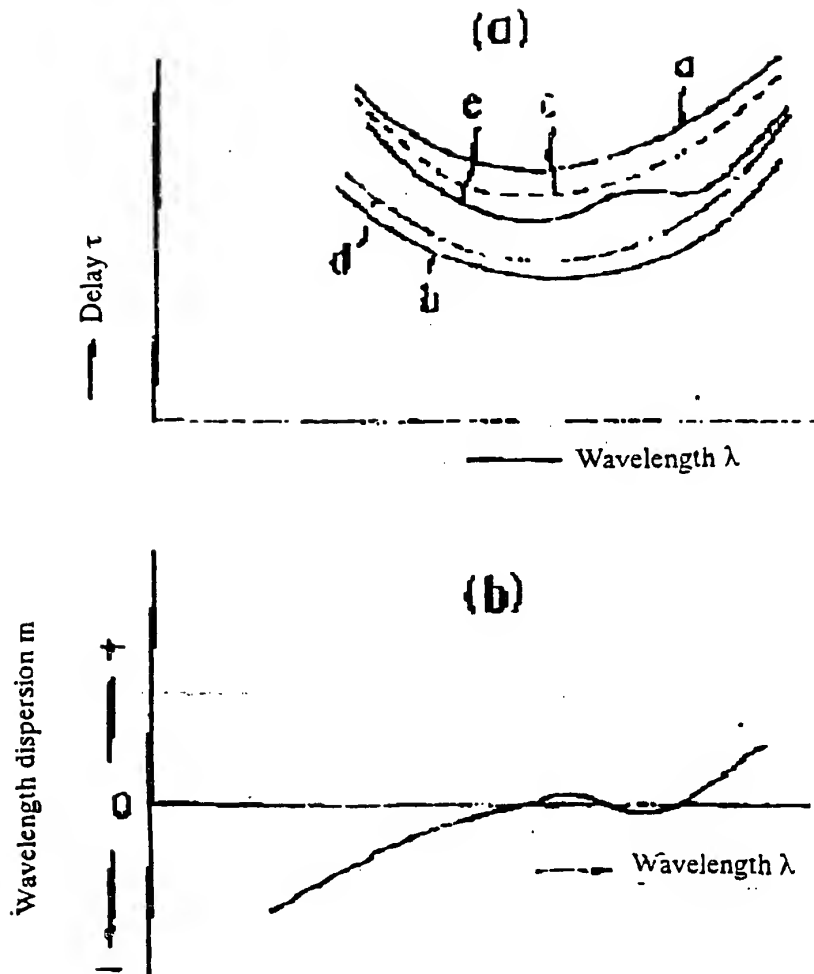 (a)
a
e c
Delay τ
d
b
Wavelength λ
(b)
Wavelength dispersion m
+
0
Wavelength λ
-